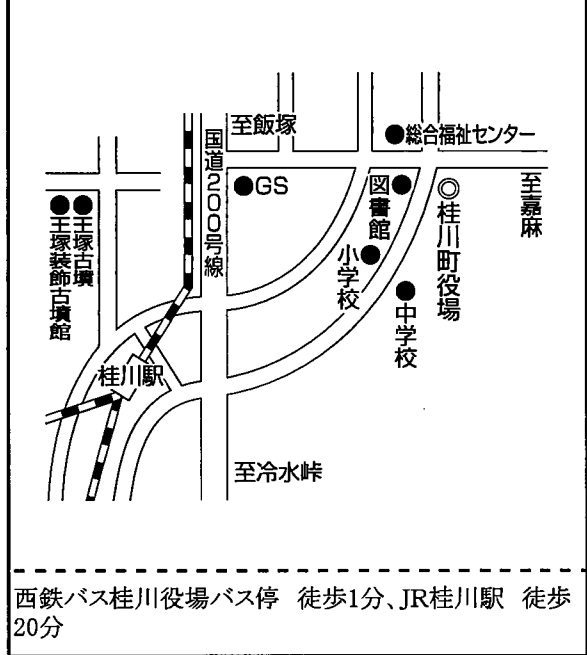 至飯塚
●総合福祉センター
国道200号線
●GS
図書館●
◎桂川町役場
至嘉麻
●王塚古墳
●王塚装飾古墳館
小学校●
●中学校
桂川駅
至冷水峠
西鉄バス桂川役場バス停 徒歩1分、JR桂川駅 徒歩
20分